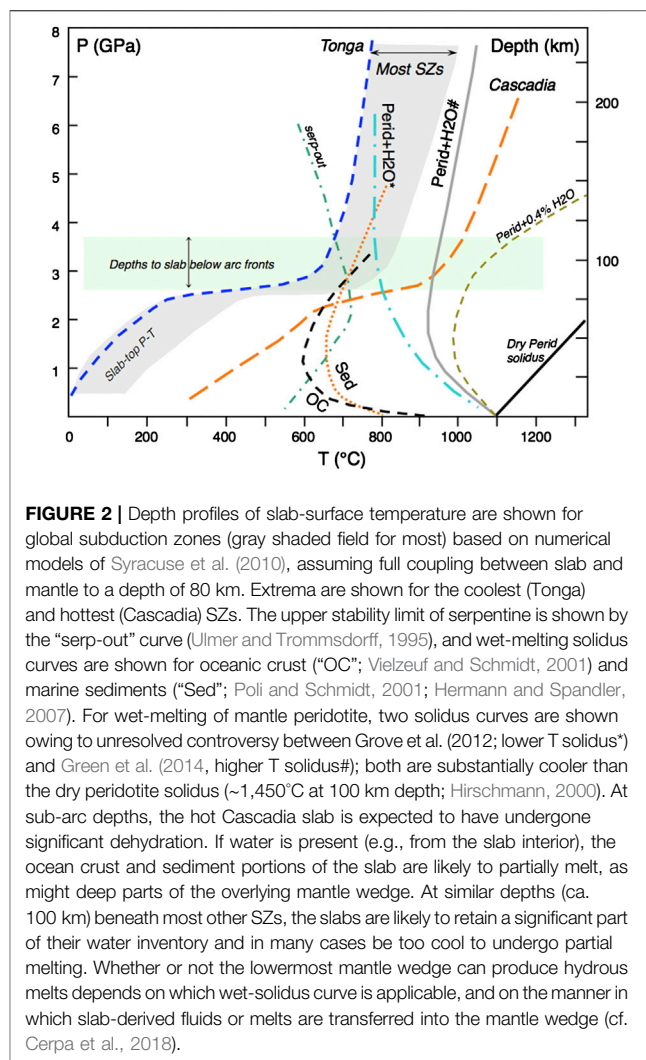 8
P (GPa)
Tonga
Depth (km)
Most SZs
Cascadia
7
6
5
4
3
2
1
200
100
serp-out
Perid+H2O*
Perid+H2O#
Perid+0.4% H2O
Depths to slab below arc fronts
Slab-top P-T
Dry Perid
solidus
Sed
OC
0 200 400 600 800 1000 1200
T (°C)
FIGURE 2 | Depth profiles of slab-surface temperature are shown for
global subduction zones (gray shaded field for most) based on numerical
models of Syracuse et al. (2010), assuming full coupling between slab and
mantle to a depth of 80 km. Extrema are shown for the coolest (Tonga)
and hottest (Cascadia) SZs. The upper stability limit of serpentine is shown by
the “serp-out” curve (Ulmer and Trommsdorff, 1995), and wet-melting solidus
curves are shown for oceanic crust (“OC”; Vielzeuf and Schmidt, 2001) and
marine sediments (“Sed”; Poli and Schmidt, 2001; Hermann and Spandler,
2007). For wet-melting of mantle peridotite, two solidus curves are shown
owing to unresolved controversy between Grove et al. (2012; lower T solidus*)
and Green et al. (2014, higher T solidus#); both are substantially cooler than
the dry peridotite solidus (~1,450°C at 100 km depth; Hirschmann, 2000). At
sub-arc depths, the hot Cascadia slab is expected to have undergone
significant dehydration. If water is present (e.g., from the slab interior), the
ocean crust and sediment portions of the slab are likely to partially melt, as
might deep parts of the overlying mantle wedge. At similar depths (ca.
100 km) beneath most other SZs, the slabs are likely to retain a significant part
of their water inventory and in many cases be too cool to undergo partial
melting. Whether or not the lowermost mantle wedge can produce hydrous
melts depends on which wet-solidus curve is applicable, and on the manner in
which slab-derived fluids or melts are transferred into the mantle wedge (cf.
Cerpa et al., 2018).